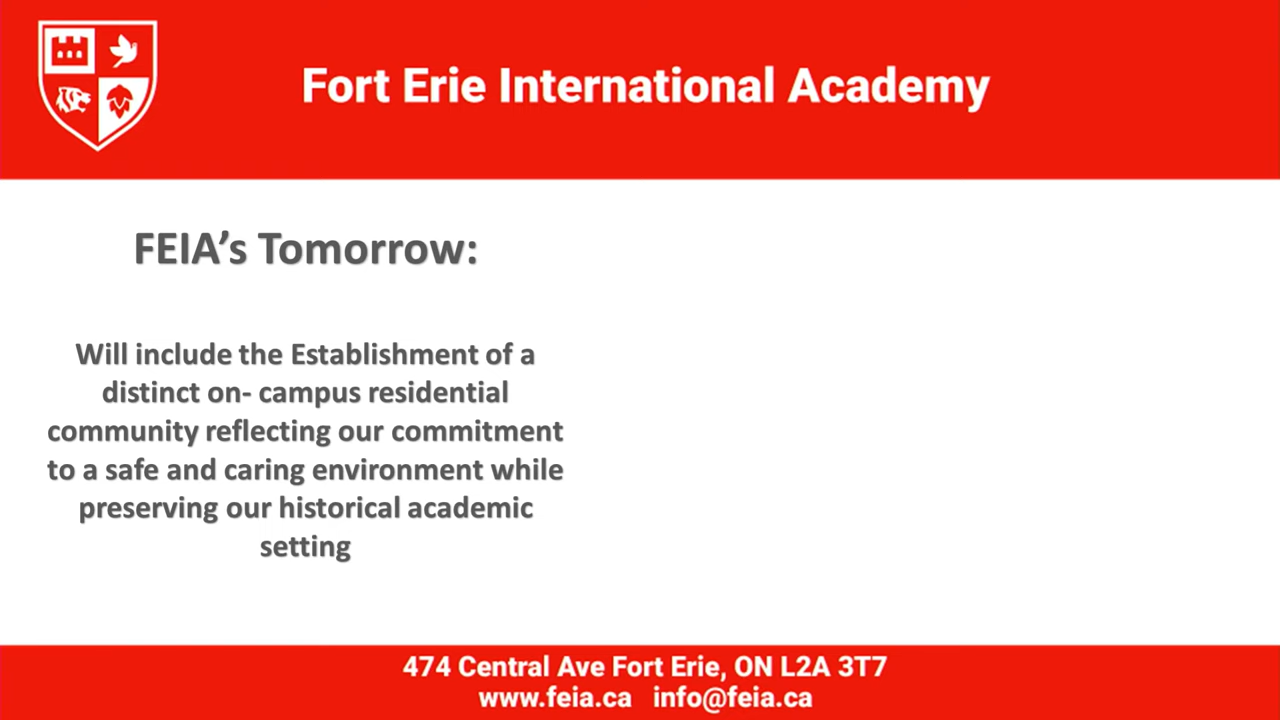 Fort Erie International Academy
FEIA’s Tomorrow:
Will include the Establishment of a
distinct on- campus residential
community reflecting our commitment
to a safe and caring environment while
preserving our historical academic
setting
474 Central Ave Fort Erie, ON L2A 3T7
www.feia.ca info@feia.ca